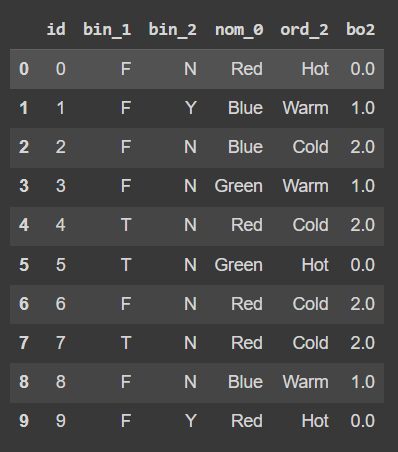 id bin_1 bin_2 nom_0 ord_2 bo2
0 0 F N Red Hot 0.0
1 1 F Y Blue Warm 1.0
2 2 F N Blue Cold 2.0
3 3 F N Green Warm 1.0
4 4 T N Red Cold 2.0
5 5 T N Green Hot 0.0
6 6 F N Red Cold 2.0
7 7 T N Red Cold 2.0
8 8 F N Blue Warm 1.0
9 9 F Y Red Hot 0.0